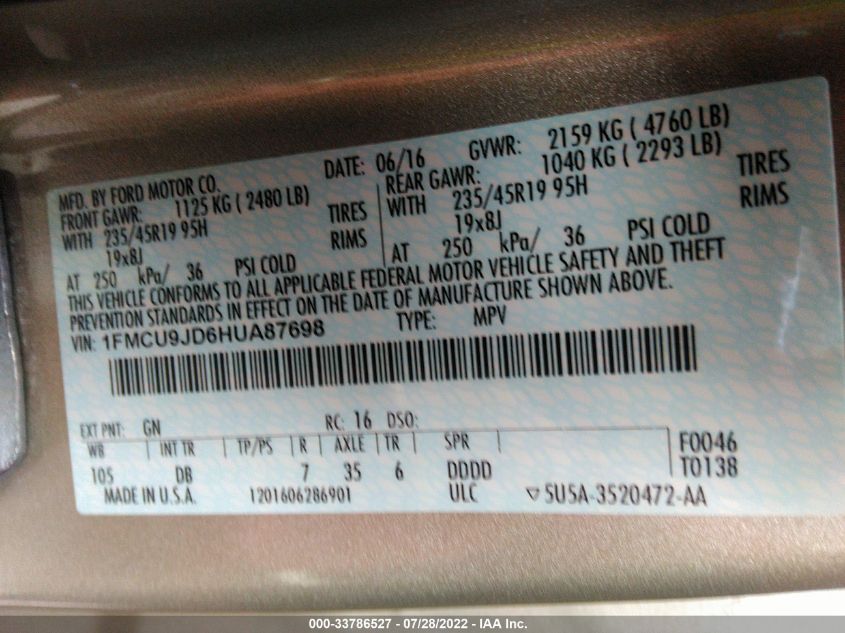 MFD. BY FORD MOTOR CO. DATE: 06/16 GVWR: 2159 KG ( 4760 LB)
FRONT GAWR: 1125 KG ( 2480 LB) REAR GAWR: 1040 KG ( 2293 LB)
WITH 235/45R19 95H TIRES WITH 235/45R19 95H TIRES
19x8J RIMS 19x8J RIMS
AT 250 kPa/ 36 PSI COLD AT 250 kPa/ 36 PSI COLD
THIS VEHICLE CONFORMS TO ALL APPLICABLE FEDERAL MOTOR VEHICLE SAFETY AND THEFT
PREVENTION STANDARDS IN EFFECT ON THE DATE OF MANUFACTURE SHOWN ABOVE.
VIN: 1FMCU9JD6HUA87698 TYPE: MPV
EXT PNT: GN RC: 16 DSO:
WB INT TR TP/PS R AXLE TR SPR F0046
105 DB 7 35 6 DDDD T0138
MADE IN U.S.A. 1201606286901 ULC ▽5U5A-3520472-AA
000-33786527 - 07/28/2022 - IAA Inc.